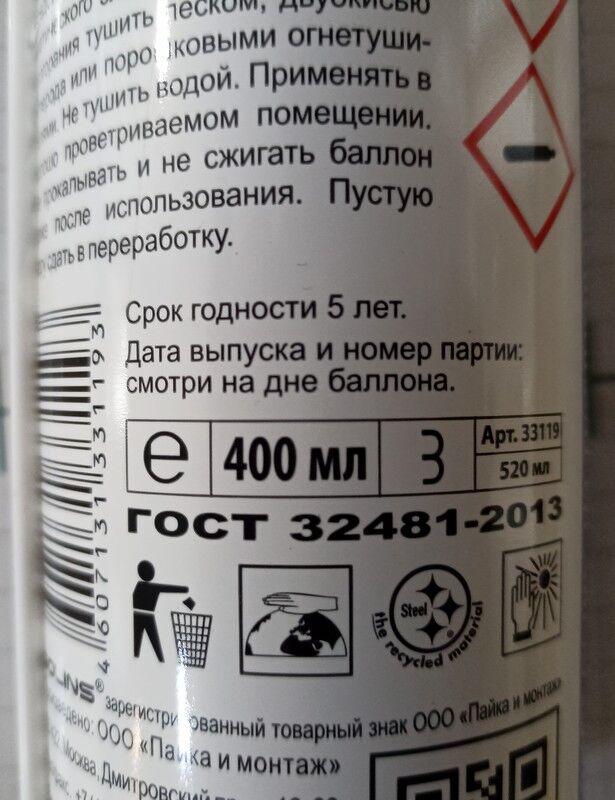 тушить песком, двуокисью
или порошковыми огнетуши-
Не тушить водой. Применять в
проветриваемом помещении.
прокалывать и не сжигать баллон
после использования. Пустую
сдать в переработку.
Срок годности 5 лет.
Дата выпуска и номер партии:
смотри на дне баллона.
e 400 мл 3 Арт. 33119
520 мл
ГОСТ 32481-2013
4607131331193
Steel
the recycled material
зарегистрированный товарный знак ООО «Пайка и монтаж»
ООО «Пайка и монтаж»
Москва, Дмитровский